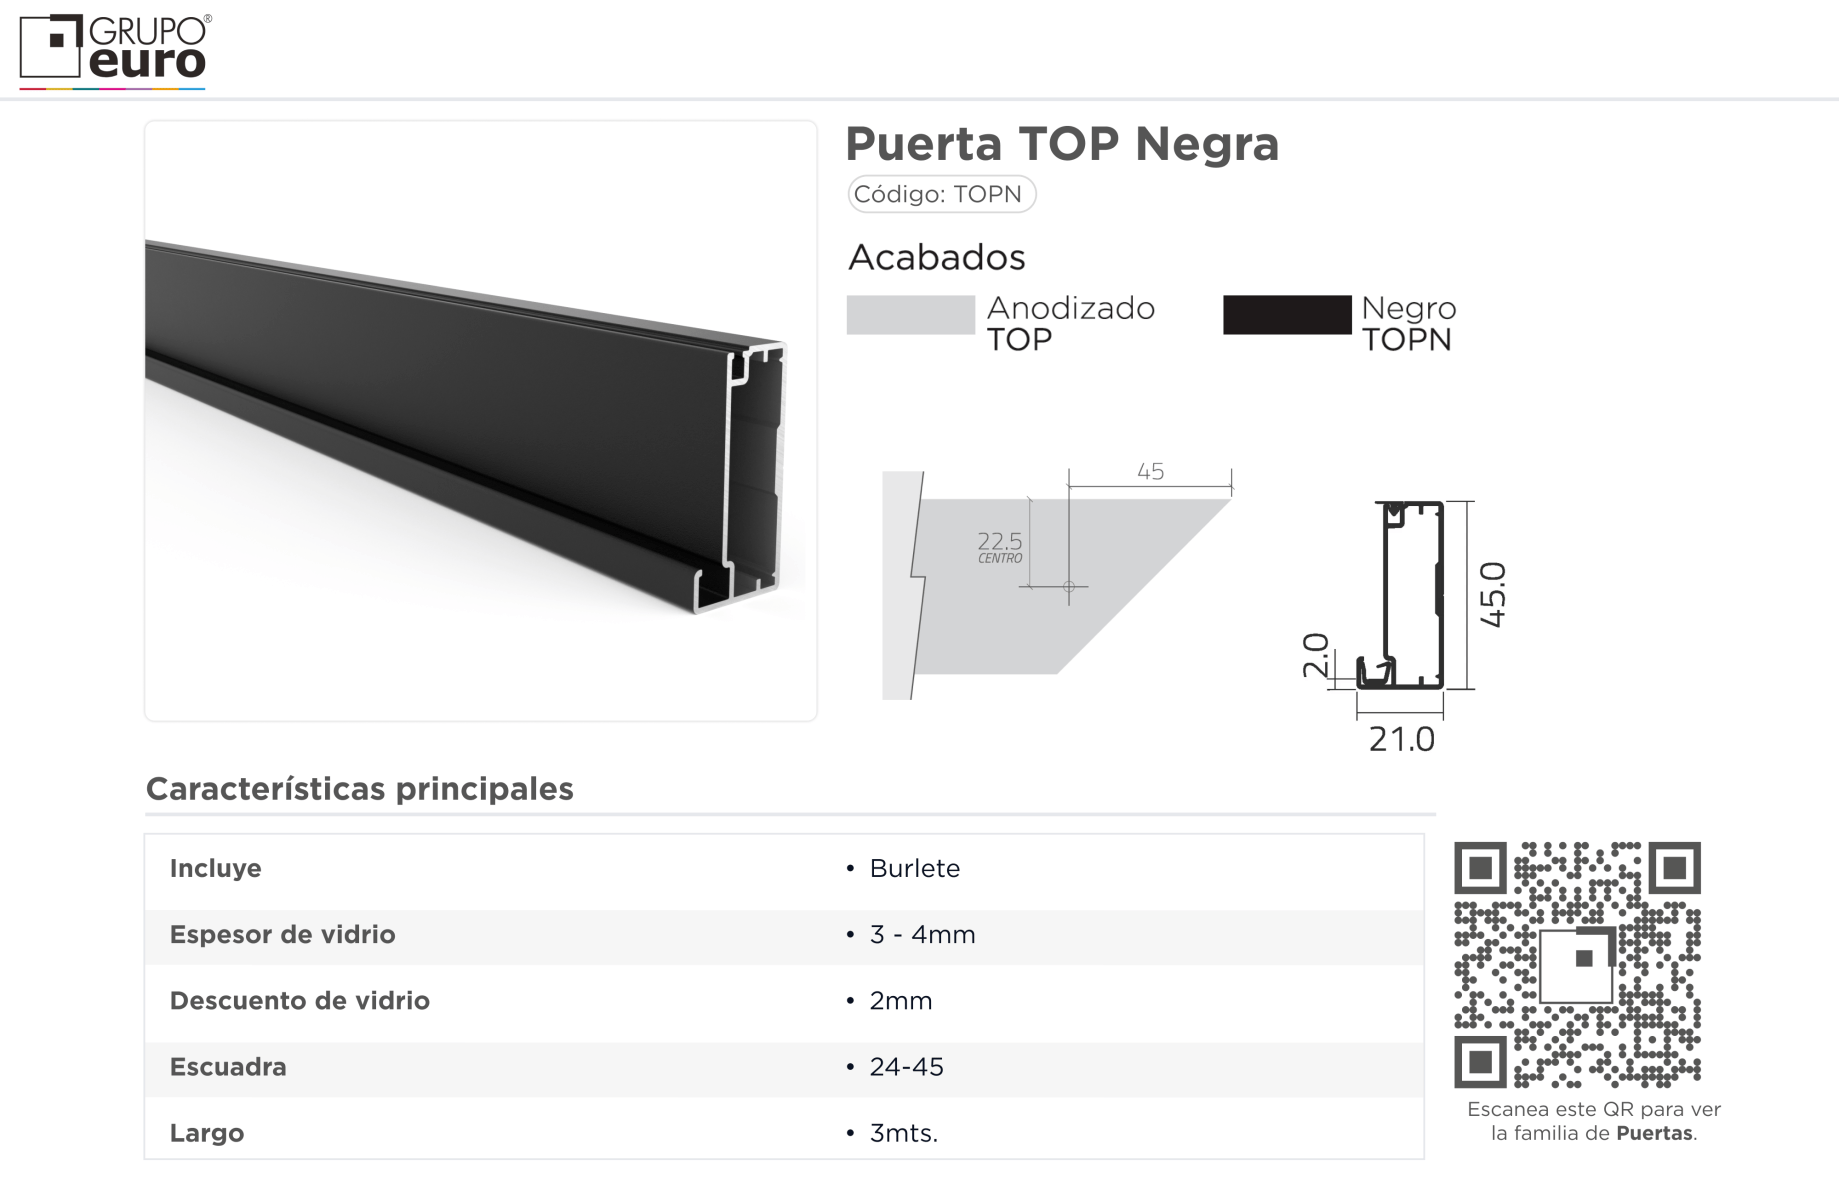 GRUPO®
euro
Puerta TOP Negra
Código: TOPN
Acabados
Anodizado
TOP
Negro
TOPN
45
22.5
CENTRO
45.0
2.0
21.0
Características principales
Incluye
• Burlete
Espesor de vidrio
• 3 - 4mm
Descuento de vidrio
• 2mm
Escuadra
• 24-45
Largo
• 3mts.
Escanea este QR para ver
la familia de Puertas.